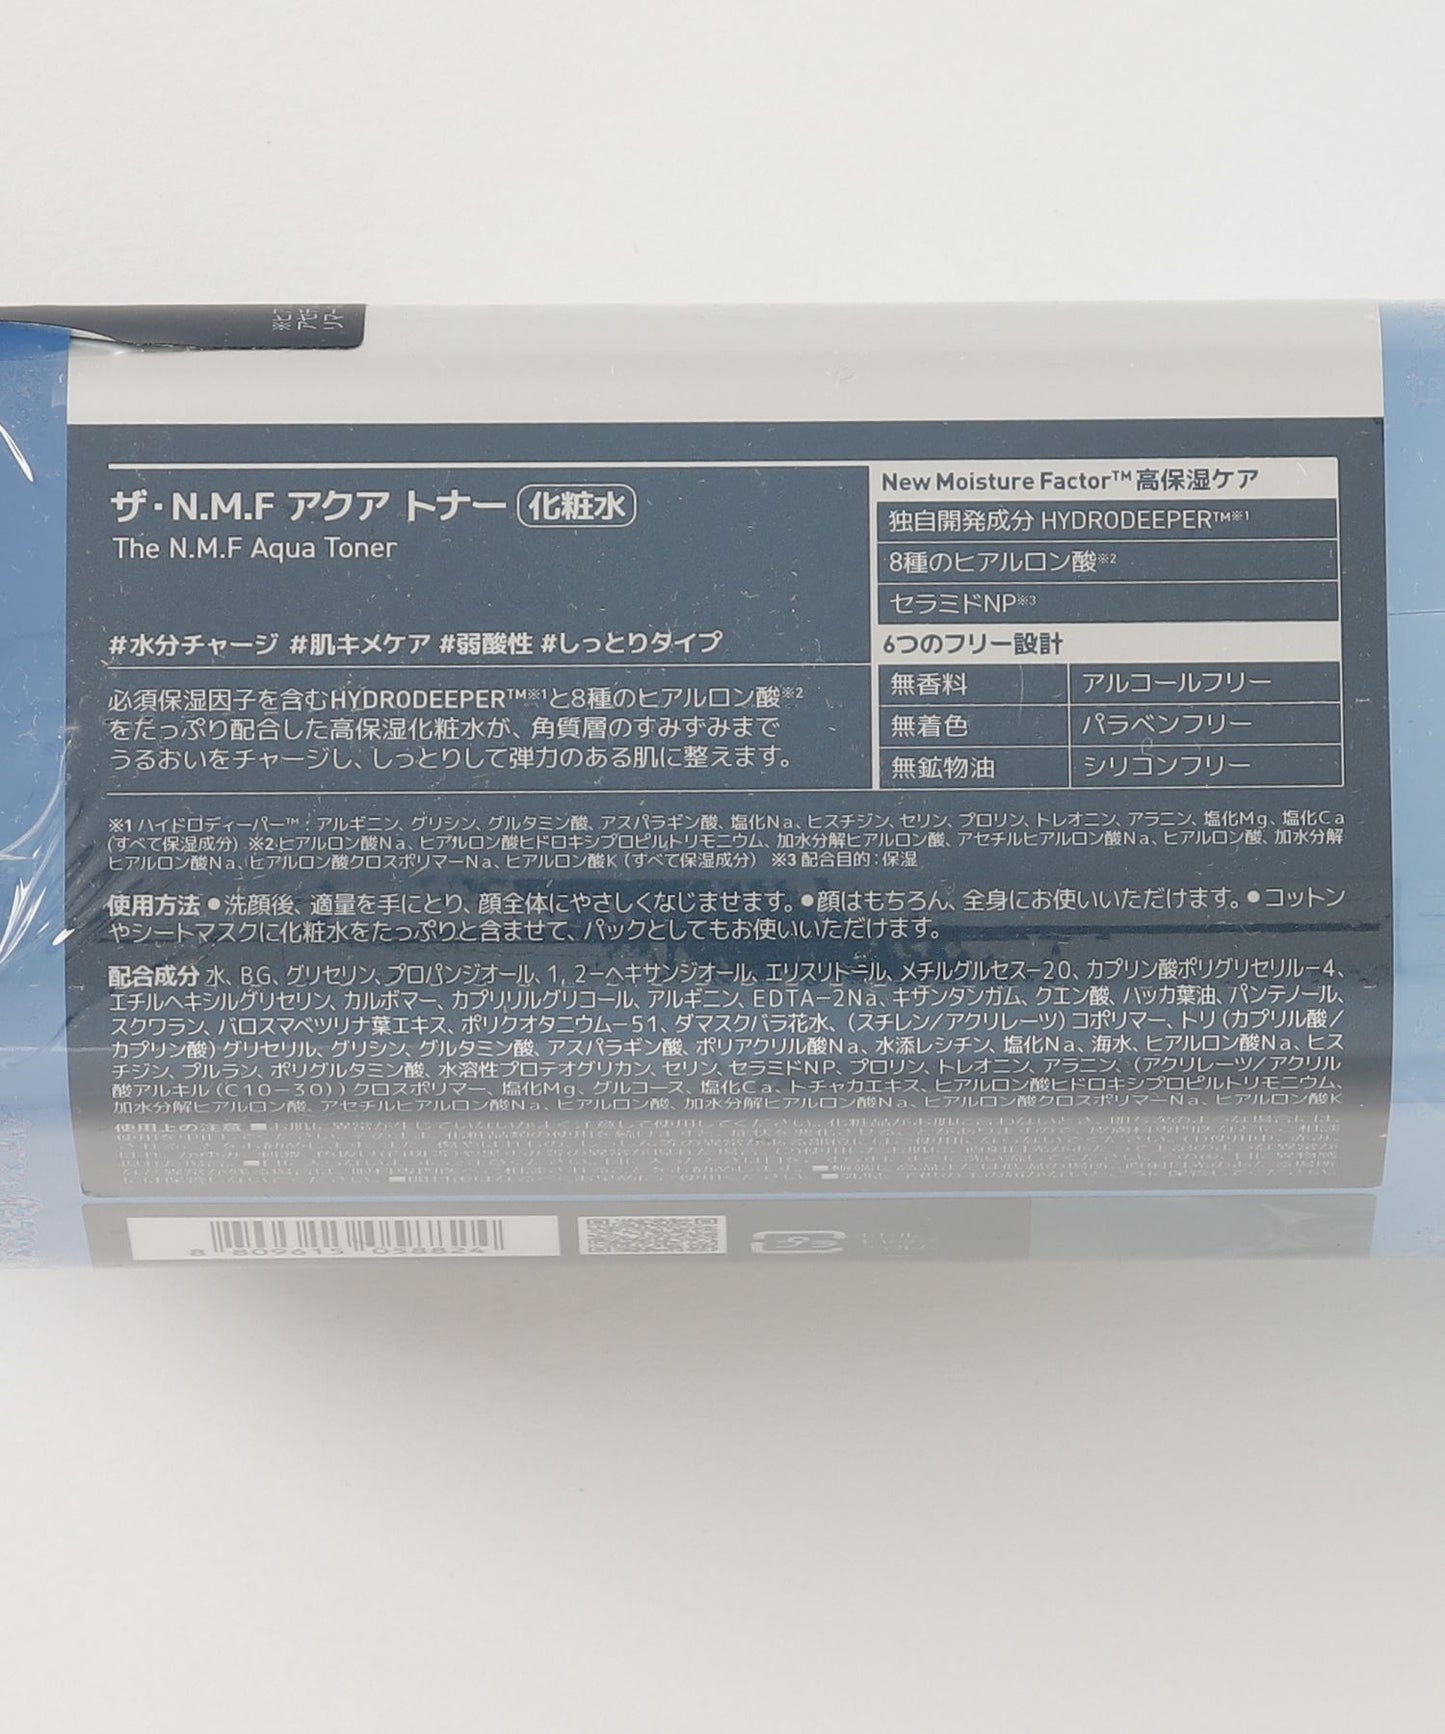 ザ・N.M.F アクア トナー 化粧水
The N.M.F Aqua Toner
#水分チャージ #肌キメケア #弱酸性 #しっとりタイプ
必須保湿因子を含むHYDRODEEPER™※1と8種のヒアルロン酸※2
をたっぷり配合した高保湿化粧水が、角質層のすみずみまで
うるおいをチャージし、しっとりして弾力のある肌に整えます。
New Moisture Factor™高保湿ケア
独自開発成分 HYDRODEEPER™※1
8種のヒアルロン酸※2
セラミドNP※3
6つのフリー設計
無香料 アルコールフリー
無着色 パラベンフリー
無鉱物油 シリコンフリー
※1 ハイドロディーパー™:アルギニン、グリシン、グルタミン酸、アスパラギン酸、塩化Na、ヒスチジン、セリン、プロリン、トレオニン、アラニン、塩化Mg、塩化Ca
(すべて保湿成分) ※2ヒアルロン酸Na、ヒアルロン酸ヒドロキシプロピルトリモニウム、加水分解ヒアルロン酸、アセチルヒアルロン酸Na、ヒアルロン酸、加水分解
ヒアルロン酸Na、ヒアルロン酸クロスポリマーNa、ヒアルロン酸K (すべて保湿成分) ※3 配合目的:保湿
使用方法 ●洗顔後、適量を手にとり、顔全体にやさしくなじませます。●顔はもちろん、全身にお使いいただけます。●コットン
やシートマスクに化粧水をたっぷりと含ませて、パックとしてもお使いいただけます。
配合成分 水、BG、グリセリン、プロパンジオール、1,2-ヘキサンジオール、エリスリトール、メチルグルセス-20、カプリン酸ポリグリセリル-4、
エチルヘキシルグリセリン、カルボマー、カプリリルグリコール、アルギニン、EDTA-2Na、キサンタンガム、クエン酸、ハッカ葉油、パンテノール、
スクワラン、バロスマベツリナ葉エキス、ポリクオタニウム-51、ダマスクバラ花水、(スチレン/アクリレーツ)コポリマー、トリ(カプリル酸/
カプリン酸)グリセリル、グリシン、グルタミン酸、アスパラギン酸、ポリアクリル酸Na、水添レシチン、塩化Na、海水、ヒアルロン酸Na、ヒス
チジン、プルラン、ポリグルタミン酸、水溶性プロテオグリカン、セリン、セラミドNP、プロリン、トレオニン、アラニン、(アクリレーツ/アクリル
酸アルキル(C10-30))クロスポリマー、塩化Mg、グルコース、塩化Ca、トチャカエキス、ヒアルロン酸ヒドロキシプロピルトリモニウム、
加水分解ヒアルロン酸、アセチルヒアルロン酸Na、ヒアルロン酸、加水分解ヒアルロン酸Na、ヒアルロン酸クロスポリマーNa、ヒアルロン酸K
使用上の注意
8 809615 058824